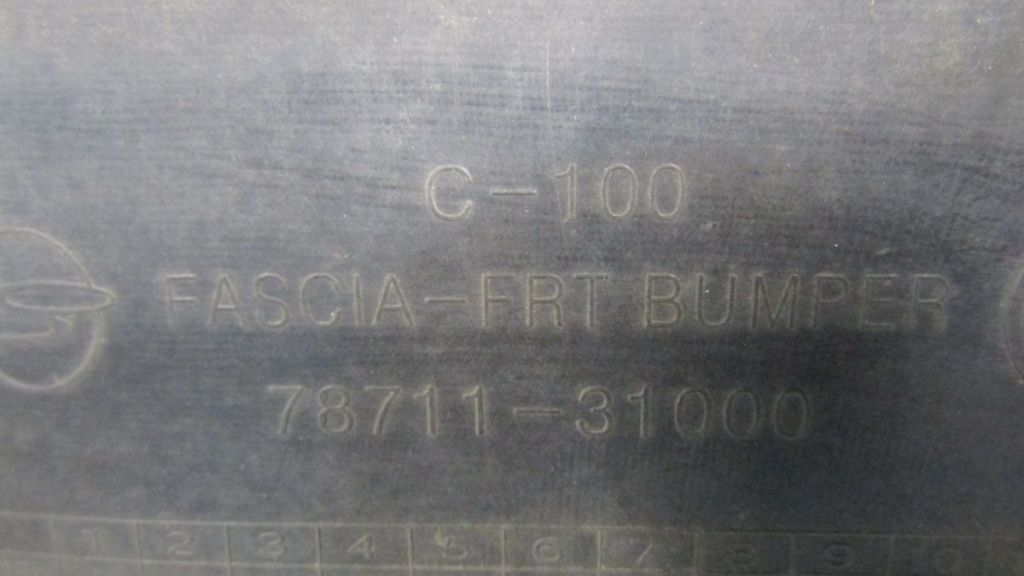 C-100
FASCIA-FRT BUMPER
78711-31000
1 2 3 4 5 6 7 8 9